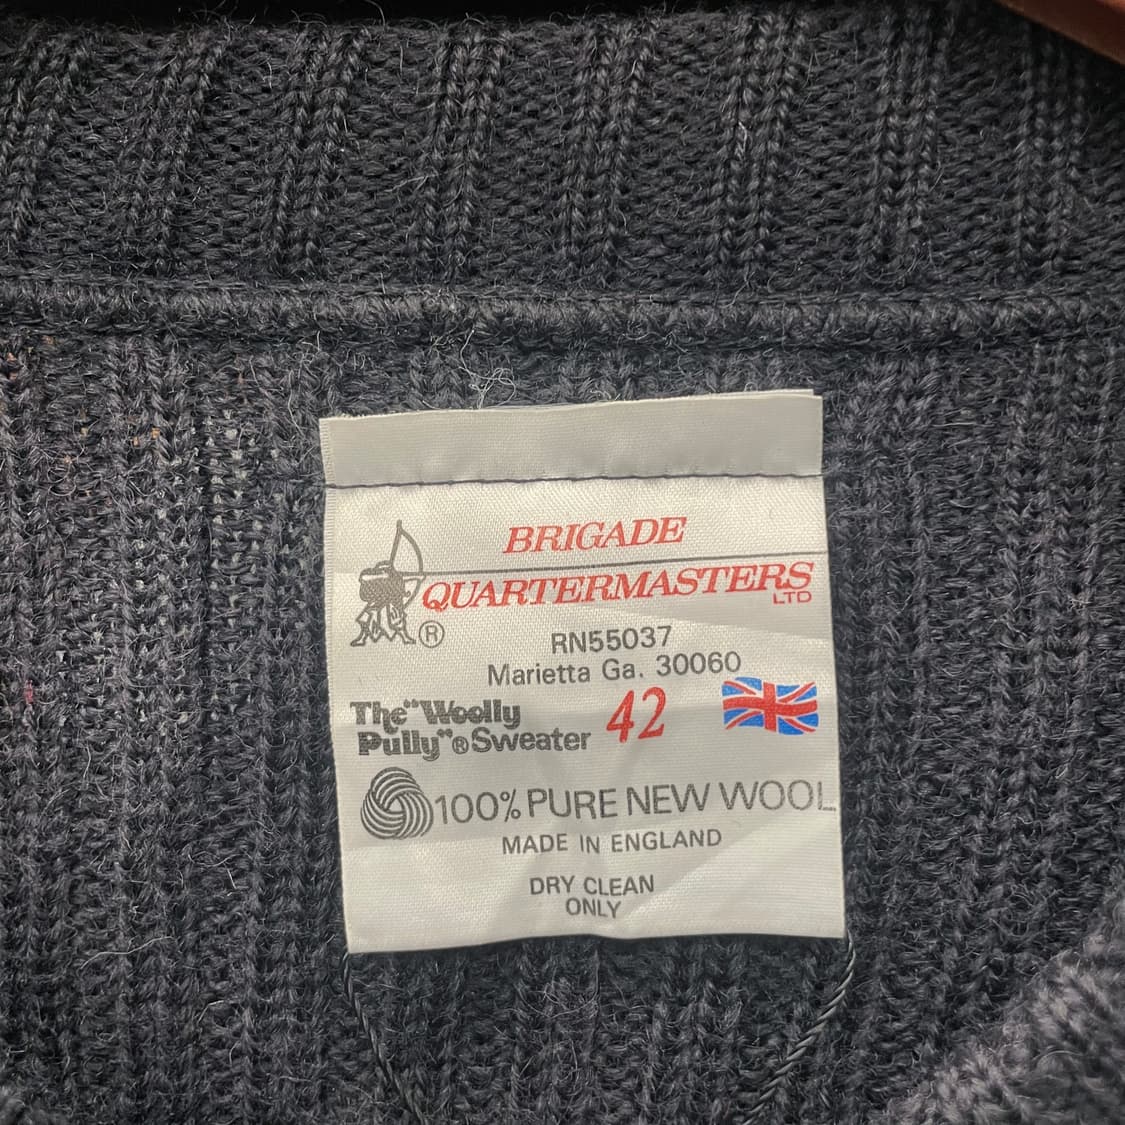 BRIGADE
QUARTERMASTERS
LTD
®
RN55037
Marietta Ga. 30060
The "Woolly
Pully"® Sweater
42
100% PURE NEW WOOL
MADE IN ENGLAND
DRY CLEAN
ONLY